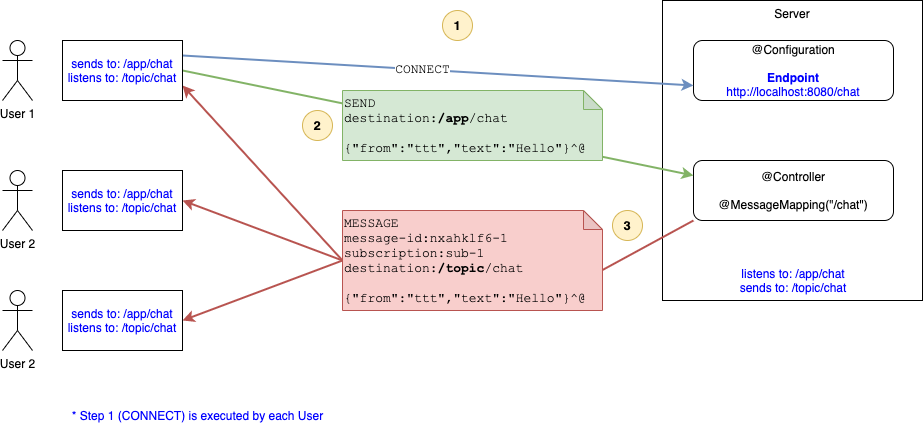 1
Server
sends to: /app/chat
listens to: /topic/chat
User 1
CONNECT
@Configuration
Endpoint
http://localhost:8080/chat
2
SEND
destination:/app/chat
{"from":"ttt","text":"Hello"}^@
@Controller
@MessageMapping("/chat")
sends to: /app/chat
listens to: /topic/chat
User 2
3
MESSAGE
message-id:nxahklf6-1
subscription:sub-1
destination:/topic/chat
{"from":"ttt","text":"Hello"}^@
listens to: /app/chat
sends to: /topic/chat
sends to: /app/chat
listens to: /topic/chat
User 2
* Step 1 (CONNECT) is executed by each User